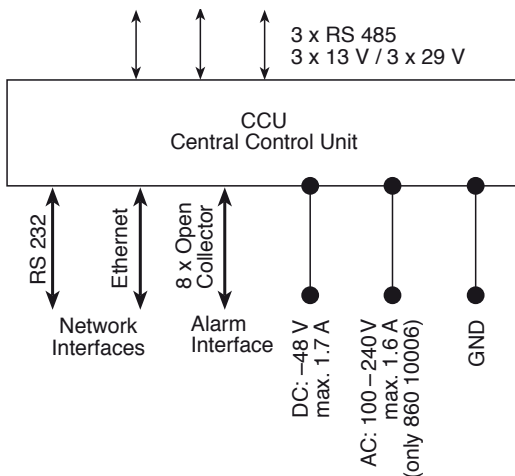 3 x RS 485
3 x 13 V / 3 x 29 V
CCU
Central Control Unit
RS 232
Ethernet
8 x Open
Collector
Network
Interfaces
Alarm
Interface
DC: –48 V
max. 1.7 A
AC: 100–240 V
max. 1.6 A
(only 860 10006)
GND